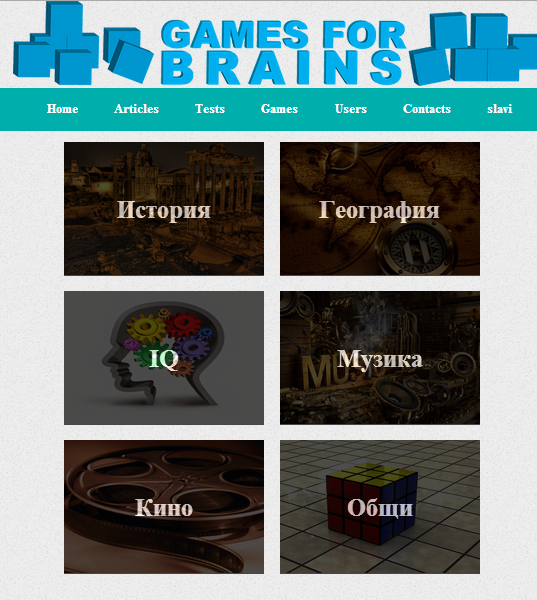 GAMES FOR
BRAINS
Home Articles Tests Games Users Contacts slavi
История География
IQ Музика
Кино Общи